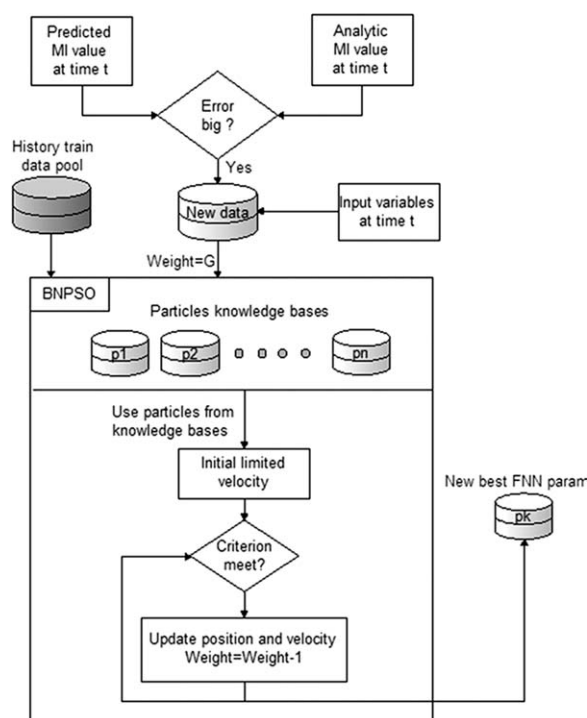 Predicted
MI value
at time t
Analytic
MI value
at time t
Error
big ?
Yes
History train
data pool
New data
Input variables
at time t
Weight=G
BNPSO
Particles knowledge bases
p1
p2
pn
Use particles from
knowledge bases
Initial limited
velocity
New best FNN param
pk
Criterion
meet?
Update position and velocity
Weight=Weight-1